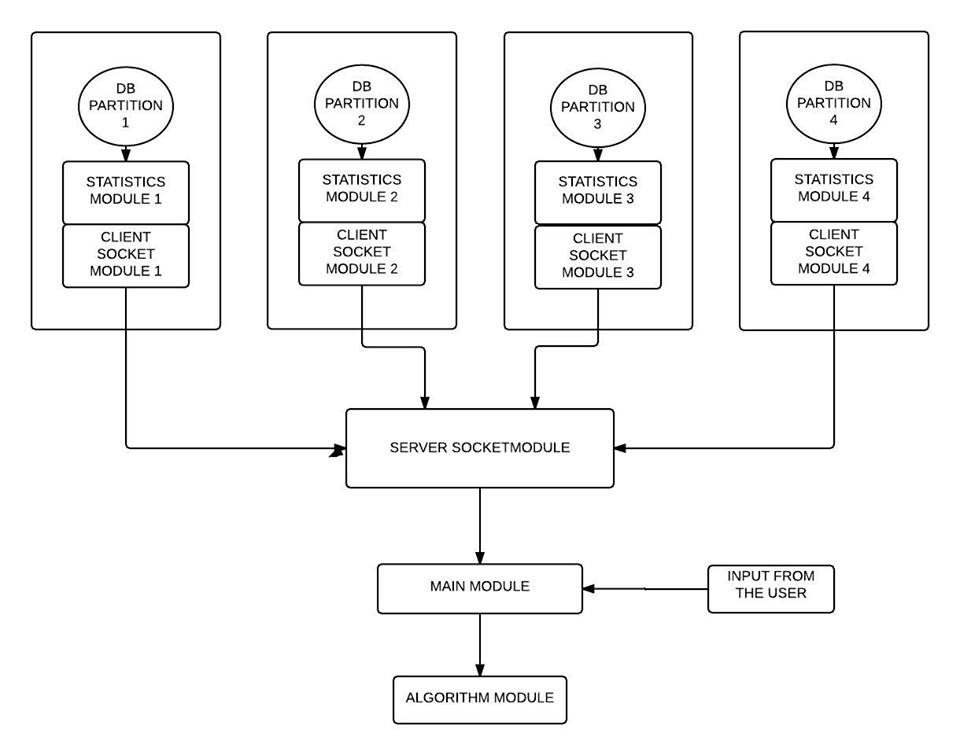 DB
PARTITION
1
STATISTICS
MODULE 1
CLIENT
SOCKET
MODULE 1
DB
PARTITION
2
STATISTICS
MODULE 2
CLIENT
SOCKET
MODULE 2
DB
PARTITION
3
STATISTICS
MODULE 3
CLIENT
SOCKET
MODULE 3
DB
PARTITION
4
STATISTICS
MODULE 4
CLIENT
SOCKET
MODULE 4
SERVER SOCKETMODULE
MAIN MODULE
INPUT FROM
THE USER
ALGORITHM MODULE